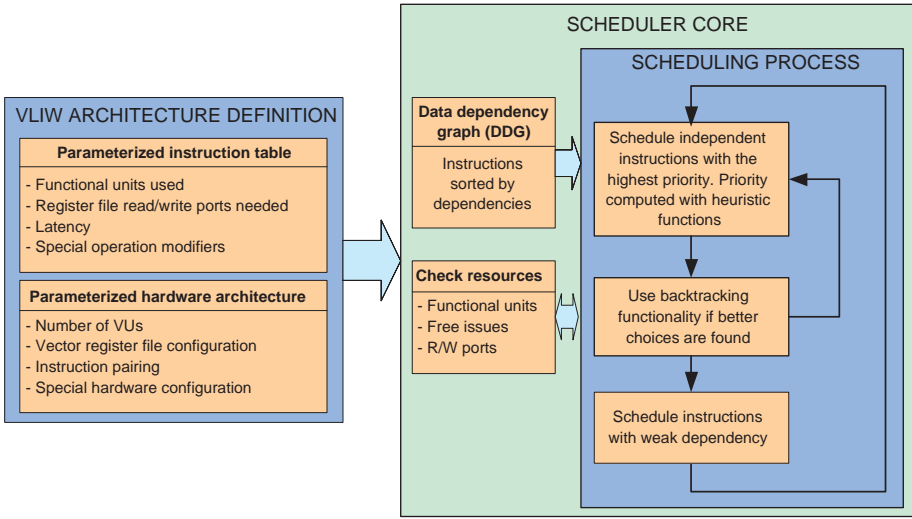 VLIW ARCHITECTURE DEFINITION
Parameterized instruction table
- Functional units used
- Register file read/write ports needed
- Latency
- Special operation modifiers
Parameterized hardware architecture
- Number of VUs
- Vector register file configuration
- Instruction pairing
- Special hardware configuration
SCHEDULER CORE
Data dependency
graph (DDG)
Instructions
sorted by
dependencies
Check resources
- Functional units
- Free issues
- R/W ports
SCHEDULING PROCESS
Schedule independent
instructions with the
highest priority. Priority
computed with heuristic
functions
Use backtracking
functionality if better
choices are found
Schedule instructions
with weak dependency